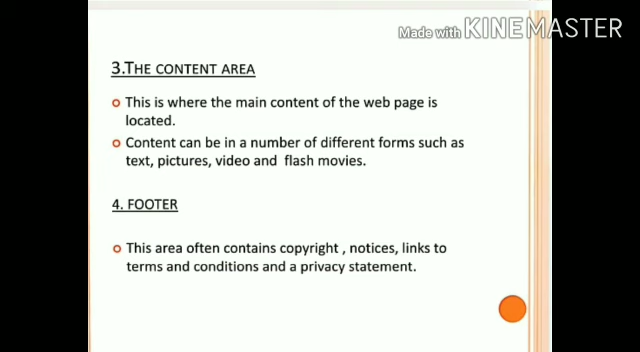 Made with KINEMASTER
3.THE CONTENT AREA
This is where the main content of the web page is
located.
Content can be in a number of different forms such as
text, pictures, video and flash movies.
4. FOOTER
This area often contains copyright , notices, links to
terms and conditions and a privacy statement.